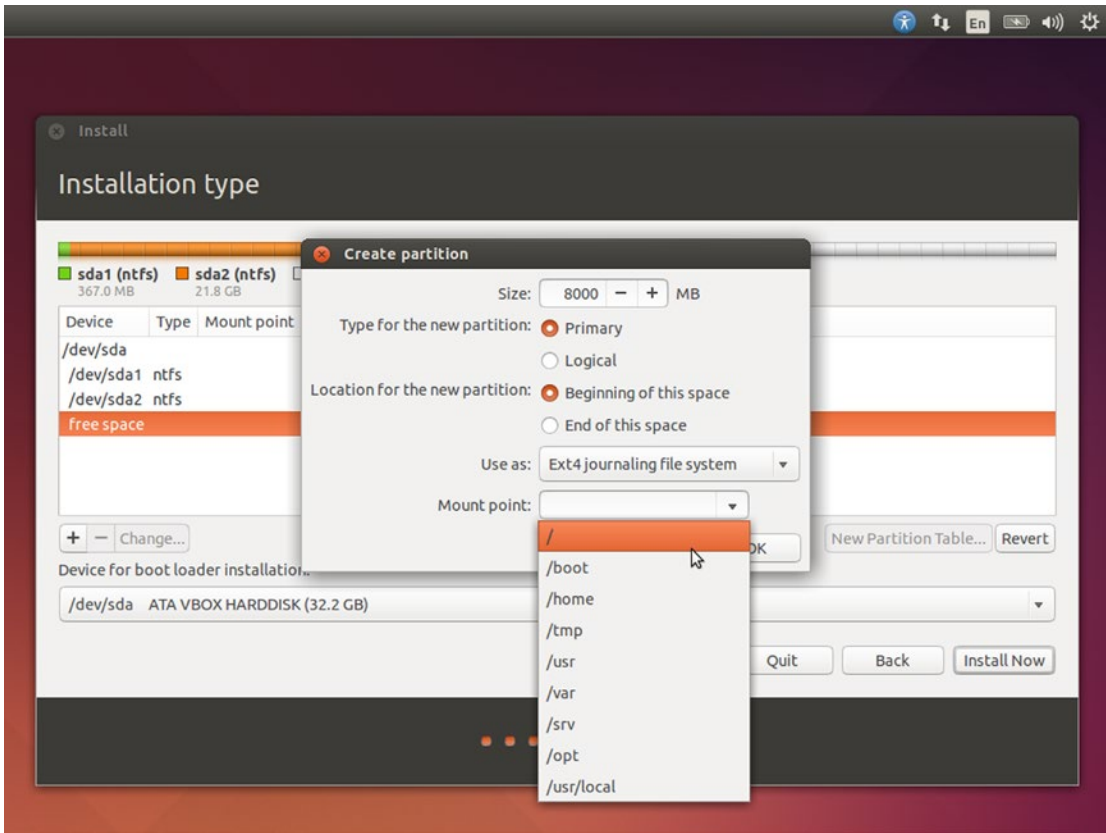 En
Install
Installation type
Create partition
sda1 (ntfs) sda2 (ntfs)
367.0 MB 21.8 GB
Size: 8000 − + MB
Device Type Mount point
Type for the new partition: Primary
/dev/sda
Logical
/dev/sda1 ntfs
Location for the new partition: Beginning of this space
/dev/sda2 ntfs
free space
End of this space
Use as: Ext4 journaling file system
Mount point:
+ − Change...
/
New Partition Table... Revert
Device for boot loader installation:
/boot
/dev/sda ATA VBOX HARDDISK (32.2 GB)
/home
/tmp
/usr
Quit Back Install Now
/var
/srv
/opt
/usr/local